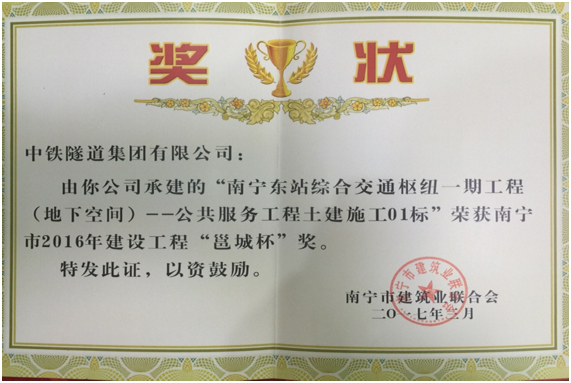 奖 状
中铁隧道集团有限公司：
由你公司承建的“南宁东站综合交通枢纽一期工程
（地下空间）--公共服务工程土建施工01标”荣获南宁
市2016年建设工程“邕城杯”奖。
特发此证，以资鼓励。
南宁市建筑业联合会
二〇一七年二月